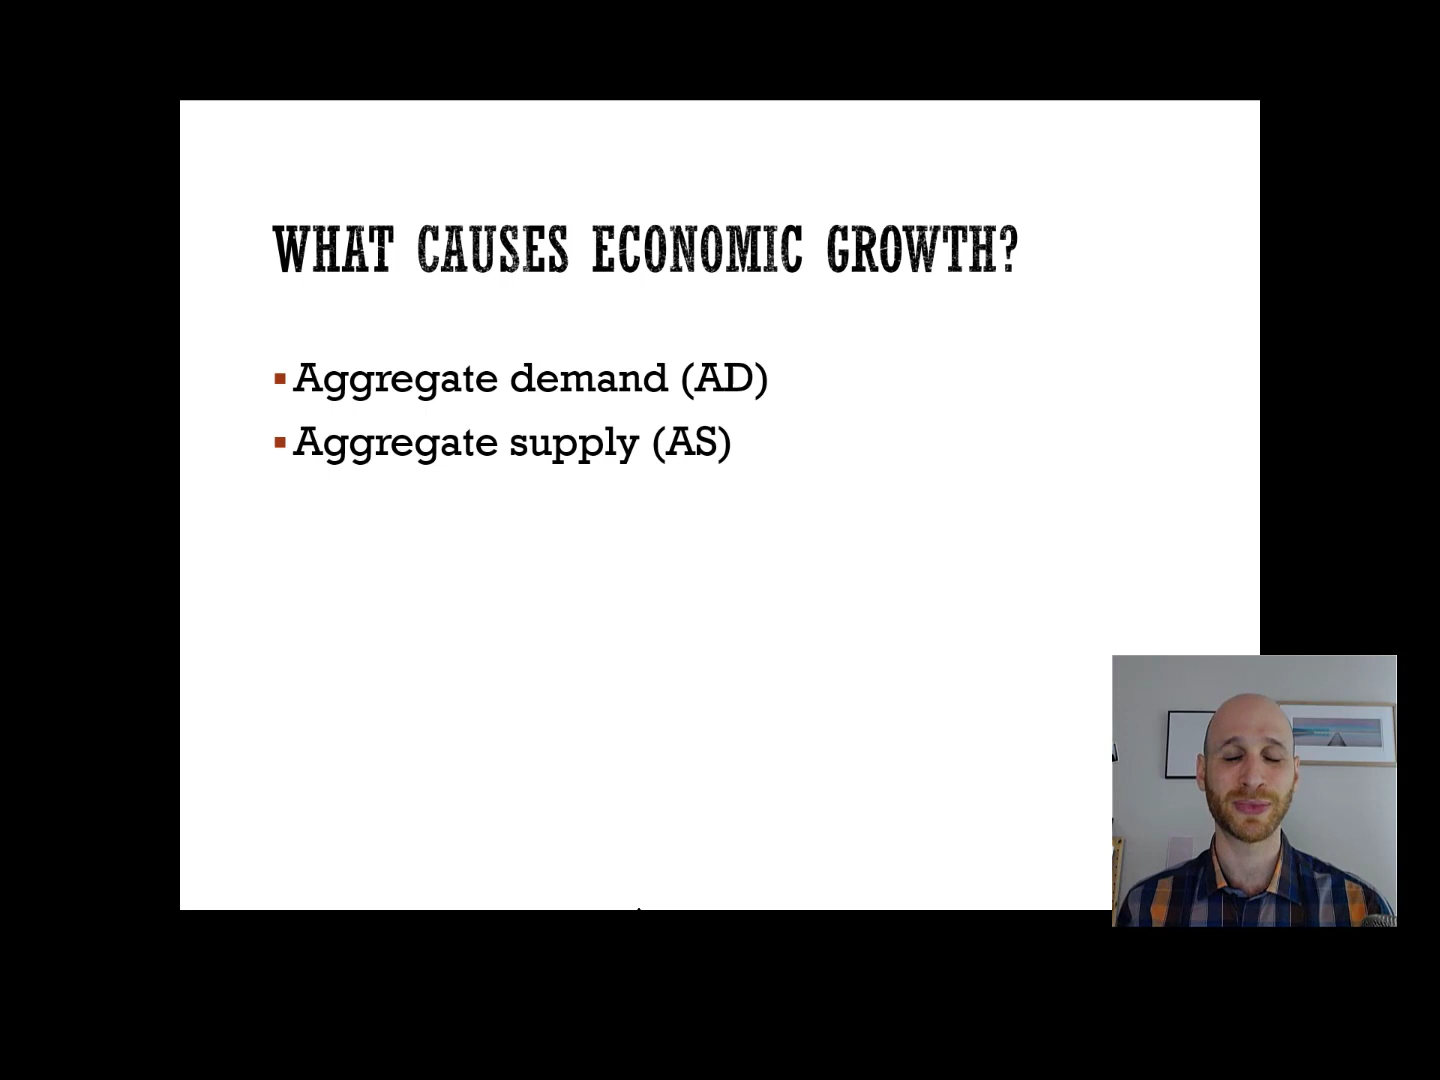 WHAT CAUSES ECONOMIC GROWTH?
Aggregate demand (AD)
Aggregate supply (AS)